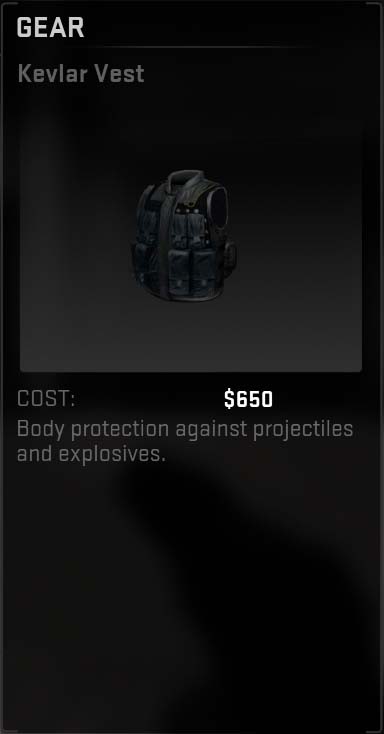 GEAR
Kevlar Vest
COST: $650
Body protection against projectiles
and explosives.